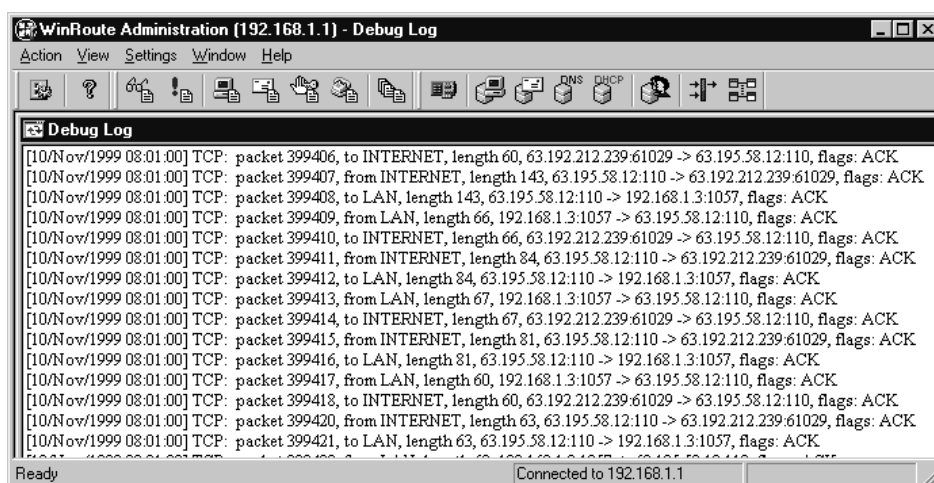 WinRoute Administration (192.168.1.1) - Debug Log
Action View Settings Window Help
DNS DHCP
Debug Log
[10/Nov/1999 08:01:00] TCP: packet 399406, to INTERNET, length 60, 63.192.212.239:61029 -> 63.195.58.12:110, flags: ACK
[10/Nov/1999 08:01:00] TCP: packet 399407, from INTERNET, length 143, 63.195.58.12:110 -> 63.192.212.239:61029, flags: ACK
[10/Nov/1999 08:01:00] TCP: packet 399408, to LAN, length 143, 63.195.58.12:110 -> 192.168.1.3:1057, flags: ACK
[10/Nov/1999 08:01:00] TCP: packet 399409, from LAN, length 66, 192.168.1.3:1057 -> 63.195.58.12:110, flags: ACK
[10/Nov/1999 08:01:00] TCP: packet 399410, to INTERNET, length 66, 63.192.212.239:61029 -> 63.195.58.12:110, flags: ACK
[10/Nov/1999 08:01:00] TCP: packet 399411, from INTERNET, length 84, 63.195.58.12:110 -> 63.192.212.239:61029, flags: ACK
[10/Nov/1999 08:01:00] TCP: packet 399412, to LAN, length 84, 63.195.58.12:110 -> 192.168.1.3:1057, flags: ACK
[10/Nov/1999 08:01:00] TCP: packet 399413, from LAN, length 67, 192.168.1.3:1057 -> 63.195.58.12:110, flags: ACK
[10/Nov/1999 08:01:00] TCP: packet 399414, to INTERNET, length 67, 63.192.212.239:61029 -> 63.195.58.12:110, flags: ACK
[10/Nov/1999 08:01:00] TCP: packet 399415, from INTERNET, length 81, 63.195.58.12:110 -> 63.192.212.239:61029, flags: ACK
[10/Nov/1999 08:01:00] TCP: packet 399416, to LAN, length 81, 63.195.58.12:110 -> 192.168.1.3:1057, flags: ACK
[10/Nov/1999 08:01:00] TCP: packet 399417, from LAN, length 60, 192.168.1.3:1057 -> 63.195.58.12:110, flags: ACK
[10/Nov/1999 08:01:00] TCP: packet 399418, to INTERNET, length 60, 63.192.212.239:61029 -> 63.195.58.12:110, flags: ACK
[10/Nov/1999 08:01:00] TCP: packet 399420, from INTERNET, length 63, 63.195.58.12:110 -> 63.192.212.239:61029, flags: ACK
[10/Nov/1999 08:01:00] TCP: packet 399421, to LAN, length 63, 63.195.58.12:110 -> 192.168.1.3:1057, flags: ACK
Ready Connected to 192.168.1.1